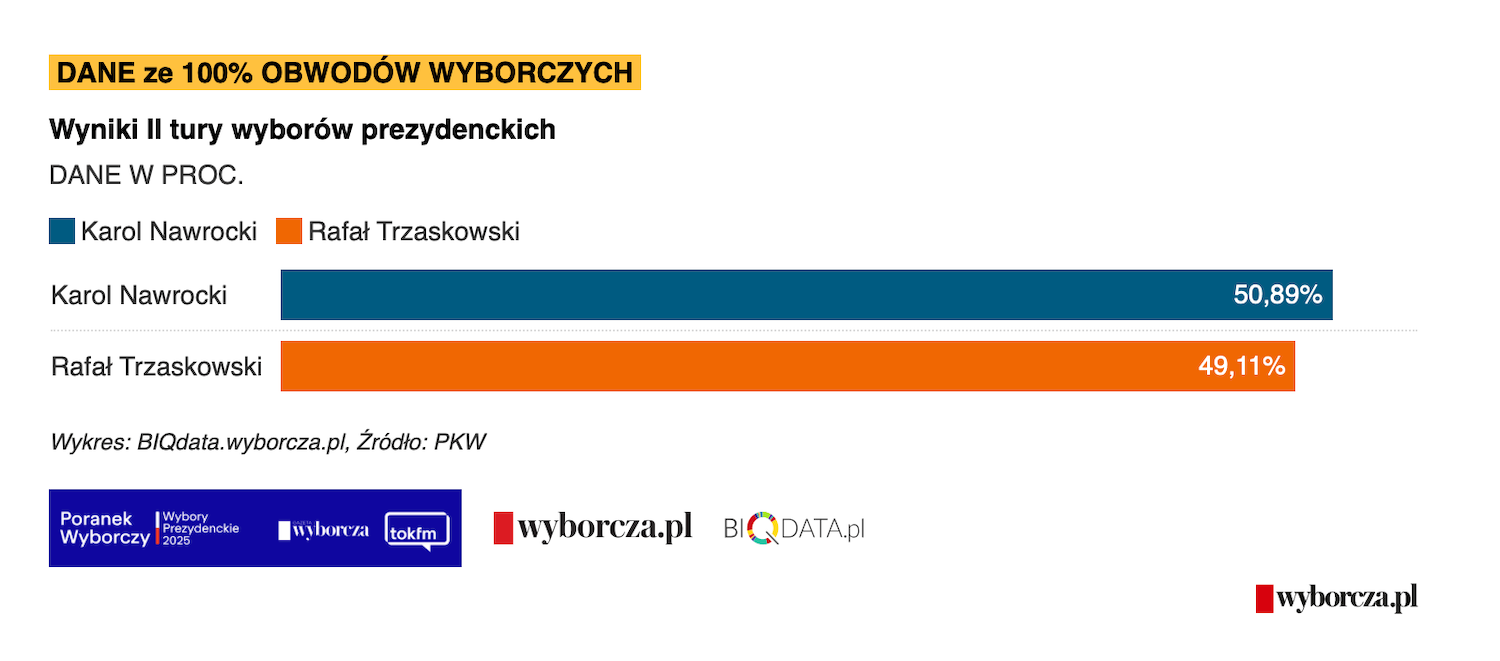 DANE ze 100% OBWODÓW WYBORCZYCH
Wyniki II tury wyborów prezydenckich
DANE W PROC.
Karol Nawrocki Rafał Trzaskowski
Karol Nawrocki 50,89%
Rafał Trzaskowski 49,11%
Wykres: BIQdata.wyborcza.pl, Źródło: PKW
Poranek Wyborczy
Wybory Prezydenckie 2025
GAZETA wyborcza
tokfm
wyborcza.pl
BIQDATA.pl
wyborcza.pl